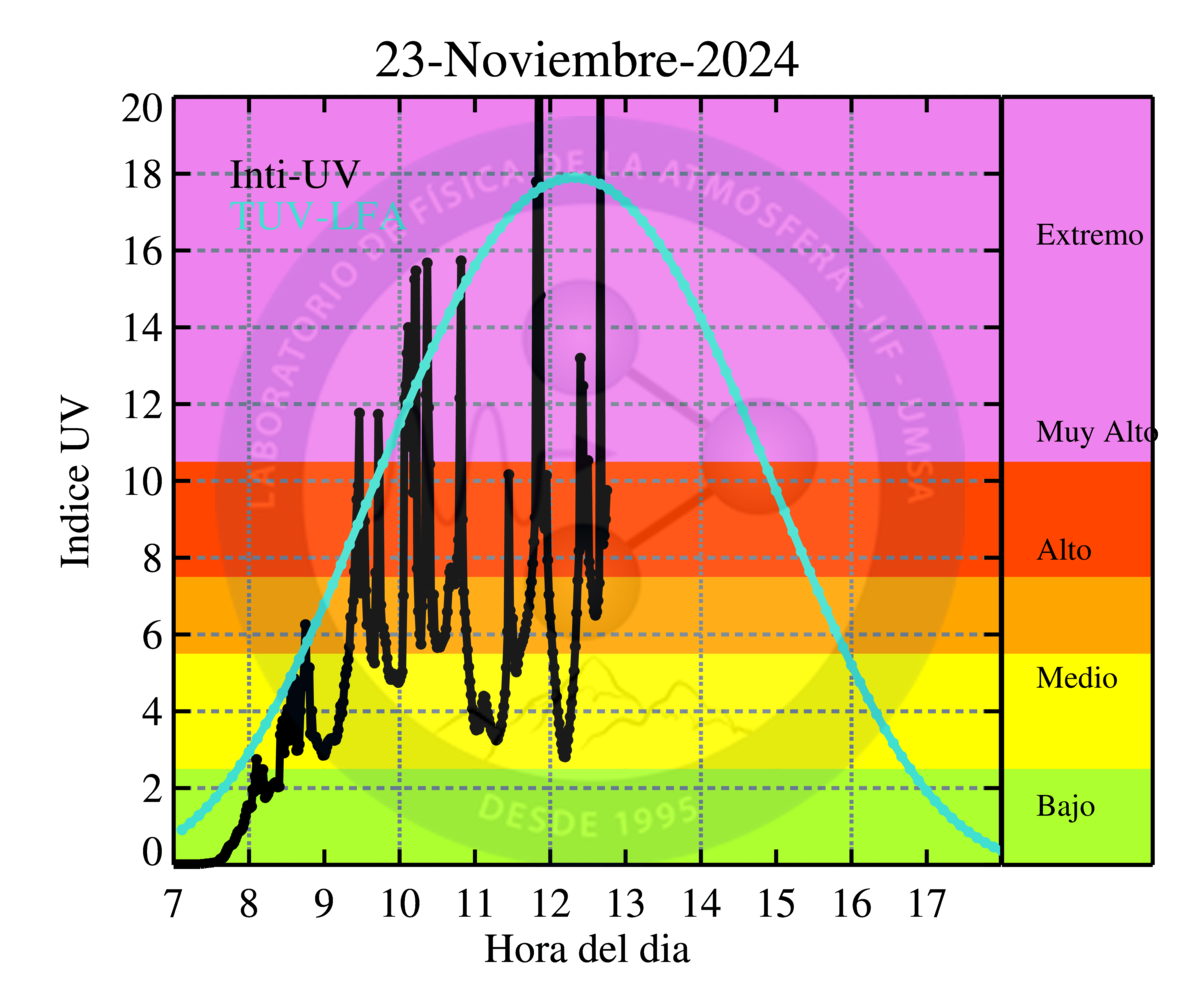 23-Noviembre-2024
20
18
16
14
12
10
8
6
4
2
0
Indice UV
Inti-UV
TUV-LFA
LABORATORIO DE FÍSICA DE LA ATMÓSFERA - IIF - UMSA
DESDE 1995
Extremo
Muy Alto
Alto
Medio
Bajo
7 8 9 10 11 12 13 14 15 16 17
Hora del dia